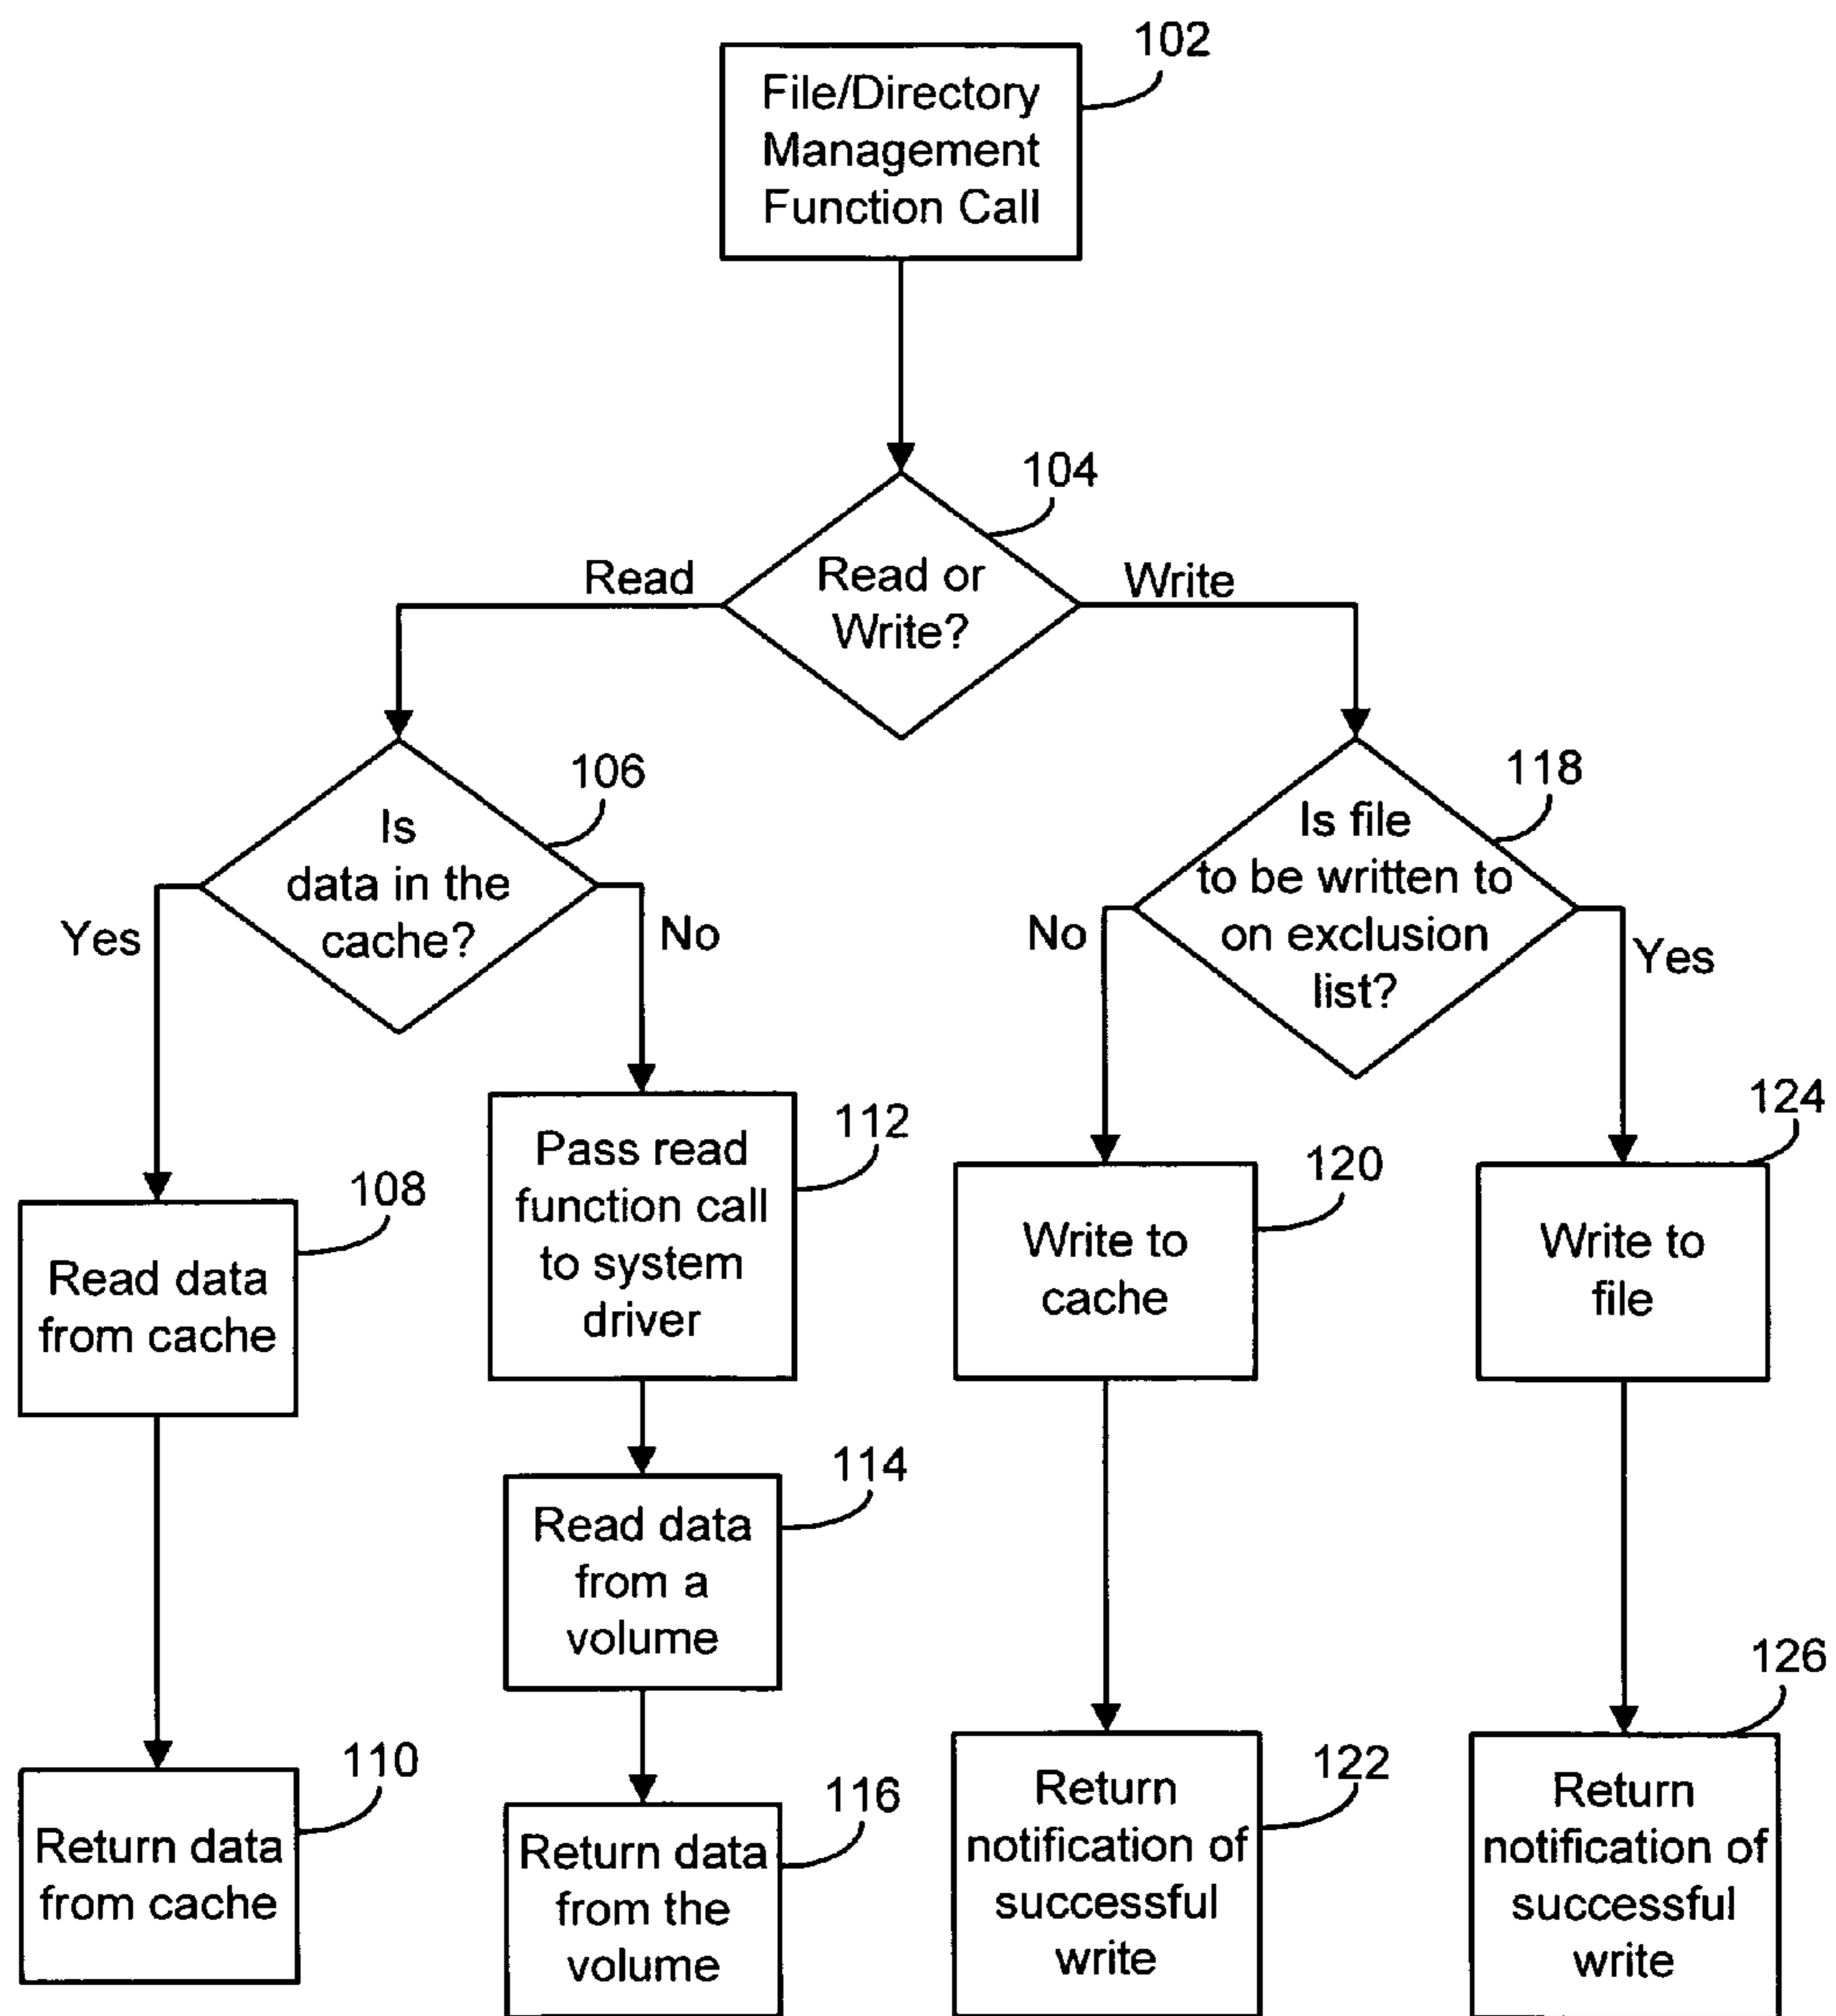 102
File/Directory
Management
Function Call
104
Read or
Write?
Read
Write
106
Is
data in the
cache?
Yes
No
118
Is file
to be written to
on exclusion
list?
No
Yes
108
Read data
from cache
112
Pass read
function call
to system
driver
120
Write to
cache
124
Write to
file
114
Read data
from a
volume
110
Return data
from cache
116
Return data
from the
volume
122
Return
notification of
successful
write
126
Return
notification of
successful
write